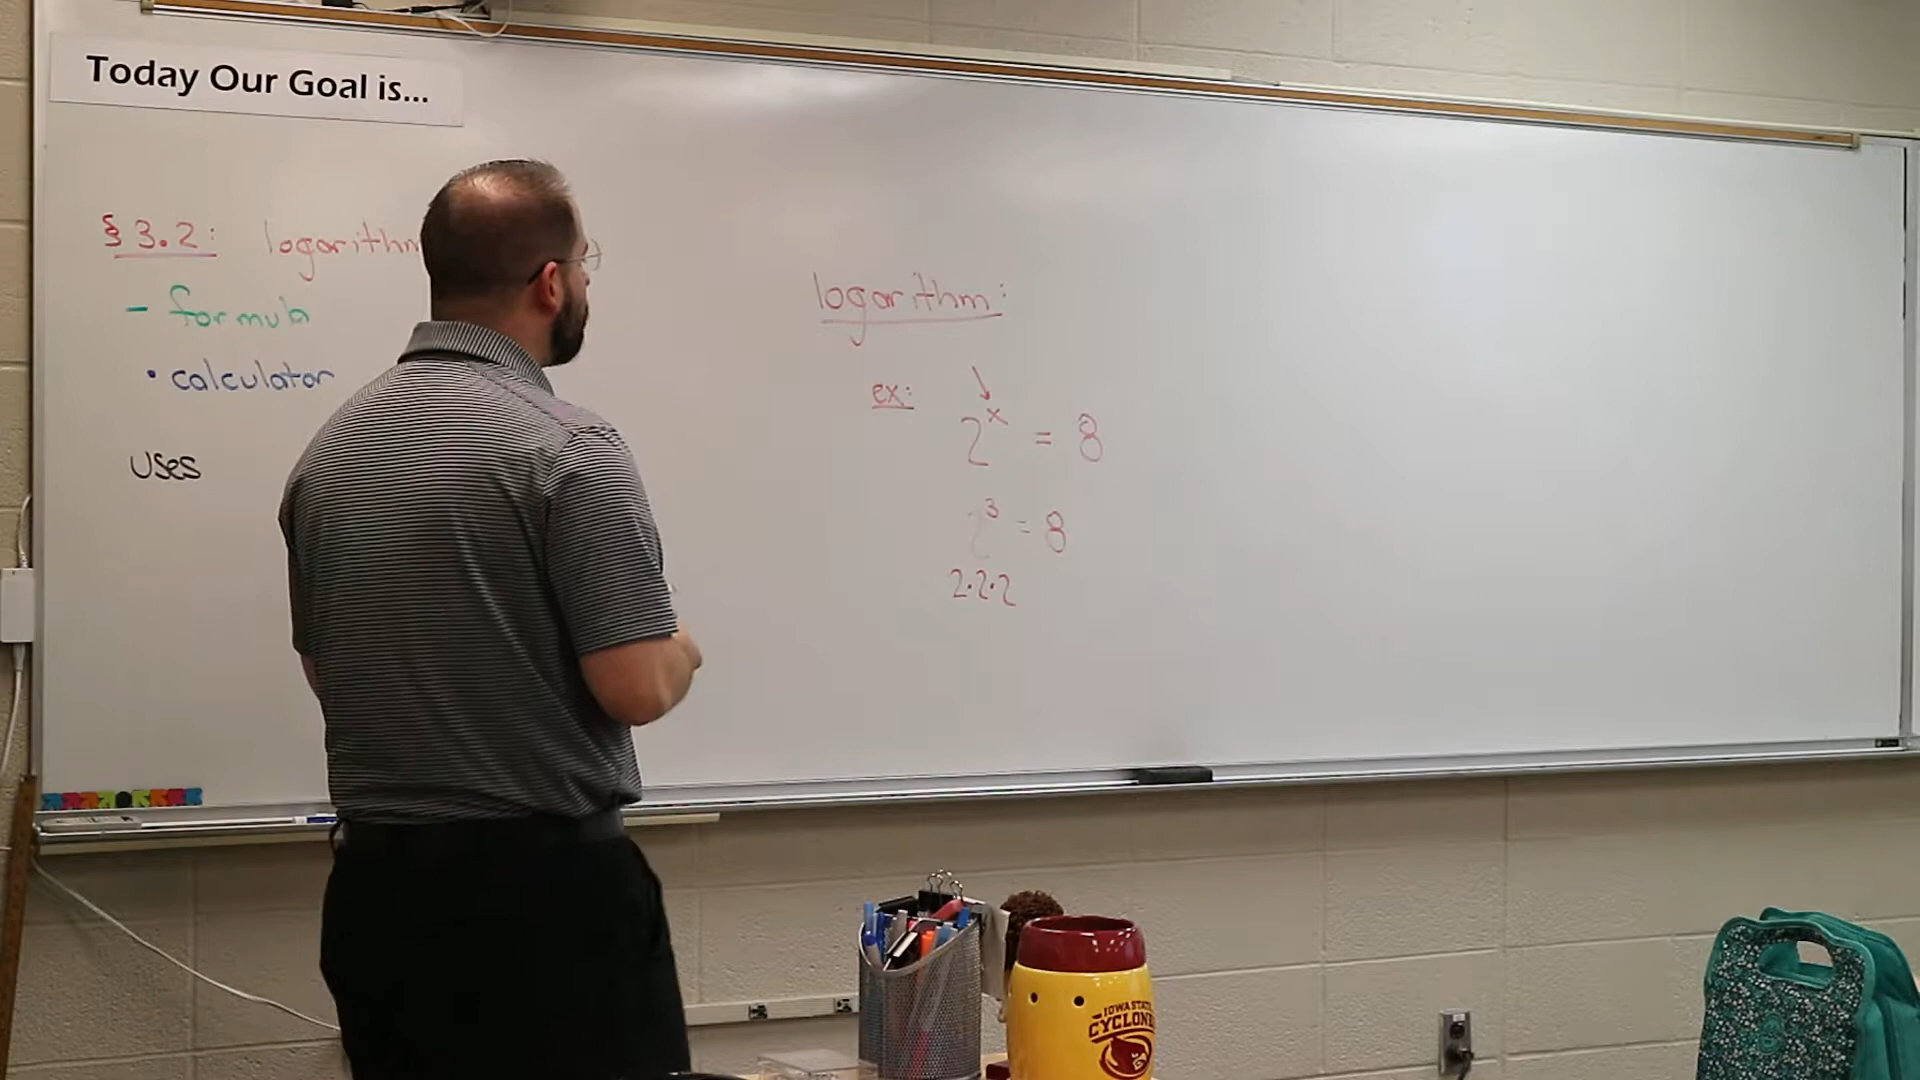 Today Our Goal is...
§ 3.2: logarithm
- formula
• calculator
uses
logarithm:
ex: 2^x = 8
2^3 = 8
2·2·2
IOWA STATE
CYCLONE